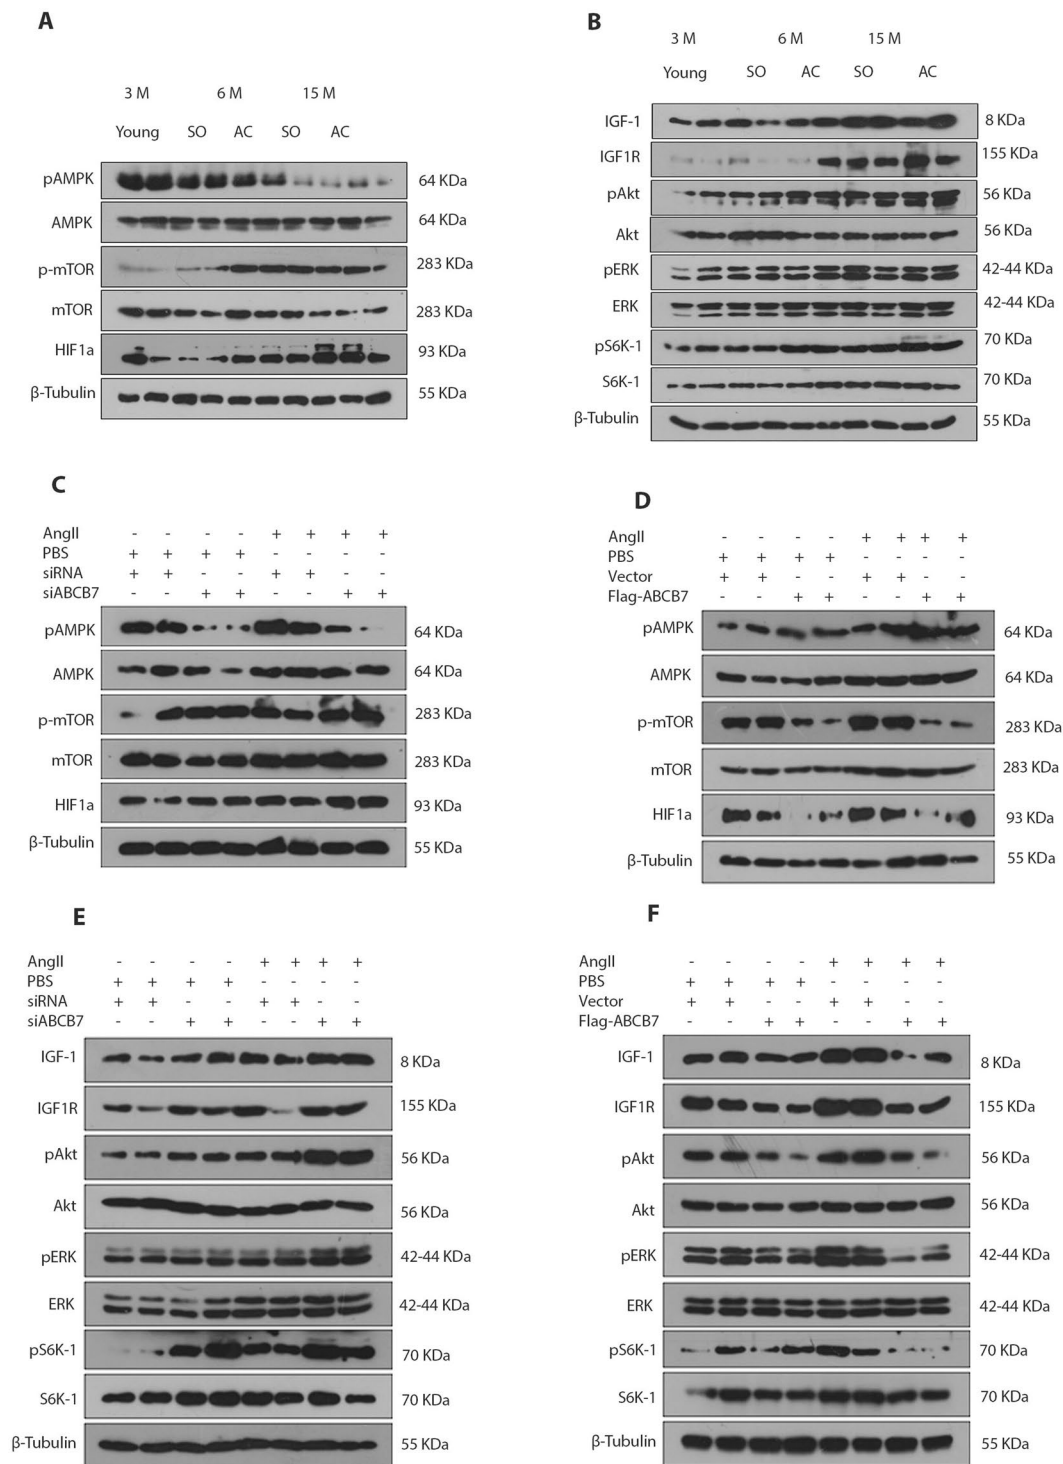 A
3 M 6 M 15 M
Young SO AC SO AC
pAMPK 64 KDa
AMPK 64 KDa
p-mTOR 283 KDa
mTOR 283 KDa
HIF1a 93 KDa
β-Tubulin 55 KDa
B
3 M 6 M 15 M
Young SO AC SO AC
IGF-1 8 KDa
IGF1R 155 KDa
pAkt 56 KDa
Akt 56 KDa
pERK 42-44 KDa
ERK 42-44 KDa
pS6K-1 70 KDa
S6K-1 70 KDa
β-Tubulin 55 KDa
C
AngII - - - - + + + +
PBS + + + + - - - -
siRNA + + - - + + - -
siABCB7 - - + + - - + +
pAMPK 64 KDa
AMPK 64 KDa
p-mTOR 283 KDa
mTOR 283 KDa
HIF1a 93 KDa
β-Tubulin 55 KDa
D
AngII - - - - + + + +
PBS + + + + - - - -
Vector + + - - + + - -
Flag-ABCB7 - - + + - - + +
pAMPK 64 KDa
AMPK 64 KDa
p-mTOR 283 KDa
mTOR 283 KDa
HIF1a 93 KDa
β-Tubulin 55 KDa
E
AngII - - - - + + + +
PBS + + + + - - - -
siRNA + + - - + + - -
siABCB7 - - + + - - + +
IGF-1 8 KDa
IGF1R 155 KDa
pAkt 56 KDa
Akt 56 KDa
pERK 42-44 KDa
ERK 42-44 KDa
pS6K-1 70 KDa
S6K-1 70 KDa
β-Tubulin 55 KDa
F
AngII - - - - + + + +
PBS + + + + - - - -
Vector + + - - + + - -
Flag-ABCB7 - - + + - - + +
IGF-1 8 KDa
IGF1R 155 KDa
pAkt 56 KDa
Akt 56 KDa
pERK 42-44 KDa
ERK 42-44 KDa
pS6K-1 70 KDa
S6K-1 70 KDa
β-Tubulin 55 KDa